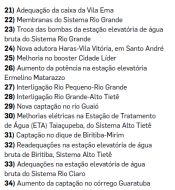 21) Adequação da caixa da Vila Ema
22) Membranas do Sistema Rio Grande
23) Troca das bombas da estação elevatória de água
bruta do Sistema Rio Grande
24) Nova adutora Haras-Vila Vitória, em Santo André
25) Melhoria no booster Cidade Líder
26) Aumento da potência na estação elevatória
Ermelino Matarazzo
27) Interligação Rio Pequeno-Rio Grande
28) Interligação Rio Grande-Alto Tietê
29) Nova captação no rio Guaió
30) Melhorias elétricas na Estação de Tratamento
de Água (ETA) Taiaçupeba, do Sistema Alto Tietê
31) Captação no dique de Biritiba-Mirim
32) Readequações na estação elevatória de água
bruta de Biritiba, Sistema Alto Tietê
33) Adequações na estação elevatória de água
bruta do Sistema Rio Claro
34) Aumento da captação no córrego Guaratuba